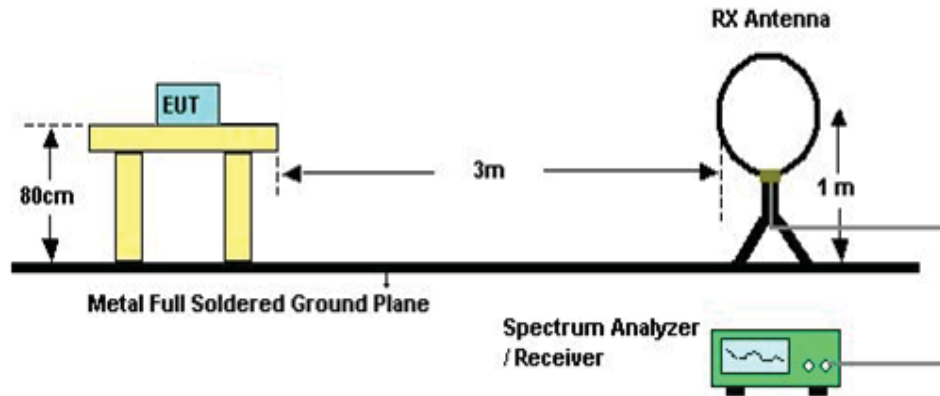 RX Antenna
EUT
3m
80cm
1 m
Metal Full Soldered Ground Plane
Spectrum Analyzer
/ Receiver